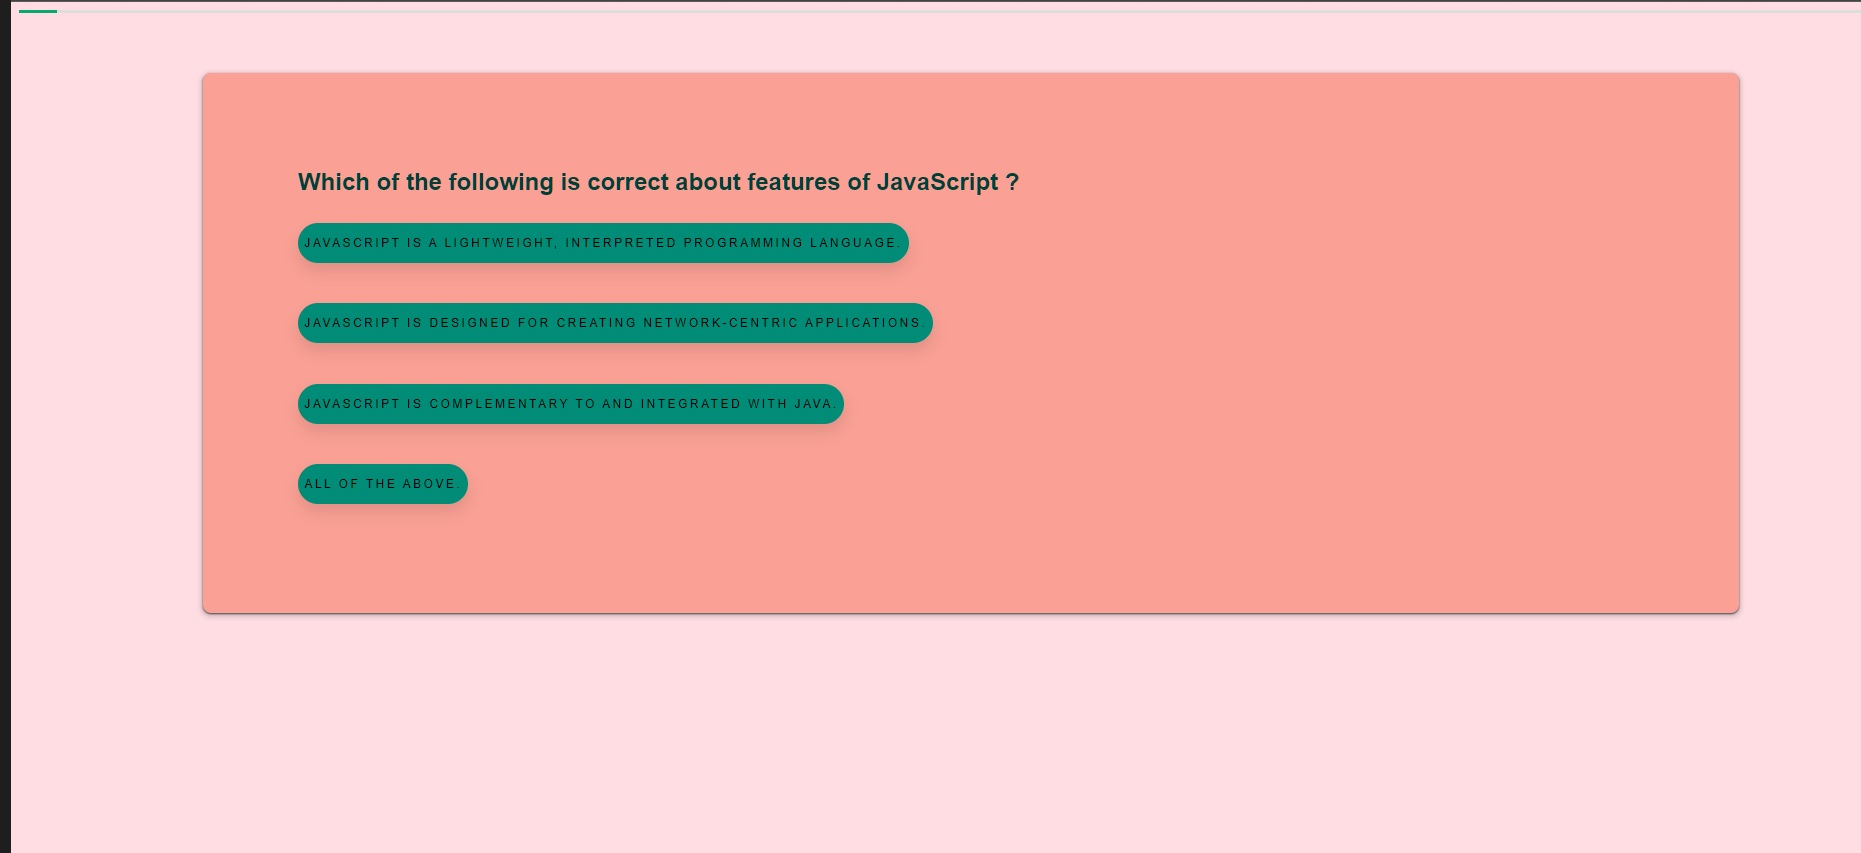 Which of the following is correct about features of JavaScript ?
JAVASCRIPT IS A LIGHTWEIGHT, INTERPRETED PROGRAMMING LANGUAGE.
JAVASCRIPT IS DESIGNED FOR CREATING NETWORK-CENTRIC APPLICATIONS.
JAVASCRIPT IS COMPLEMENTARY TO AND INTEGRATED WITH JAVA.
ALL OF THE ABOVE.